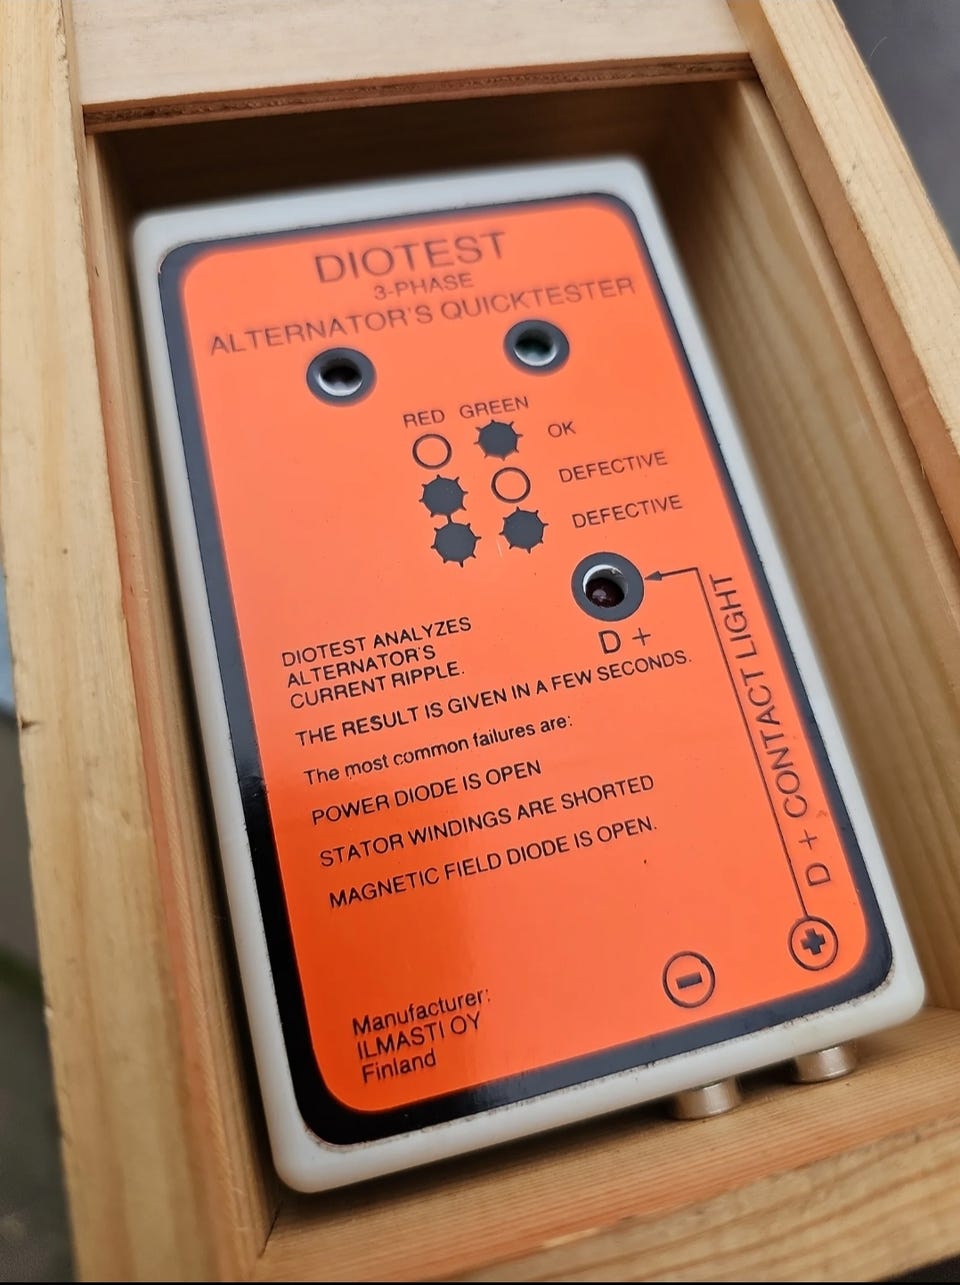 DIOTEST
3-PHASE
ALTERNATOR'S QUICKTESTER
RED GREEN
OK
DEFECTIVE
DEFECTIVE
D +
DIOTEST ANALYZES
ALTERNATOR'S
CURRENT RIPPLE.
THE RESULT IS GIVEN IN A FEW SECONDS.
The most common failures are:
POWER DIODE IS OPEN
STATOR WINDINGS ARE SHORTED
MAGNETIC FIELD DIODE IS OPEN.
D + CONTACT LIGHT
- +
Manufacturer:
ILMASTI OY
Finland